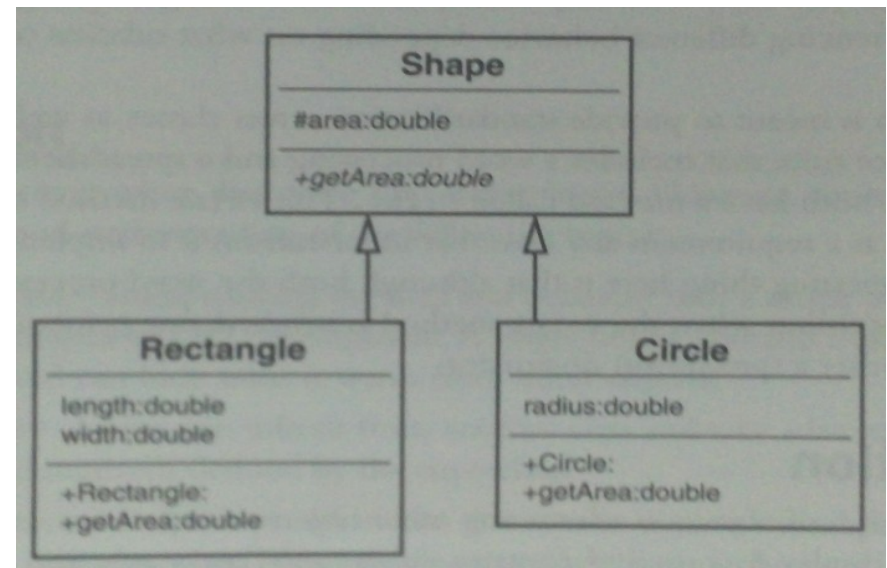 Shape
#area:double
+getArea:double
Rectangle
length:double
width:double
+Rectangle:
+getArea:double
Circle
radius:double
+Circle:
+getArea:double